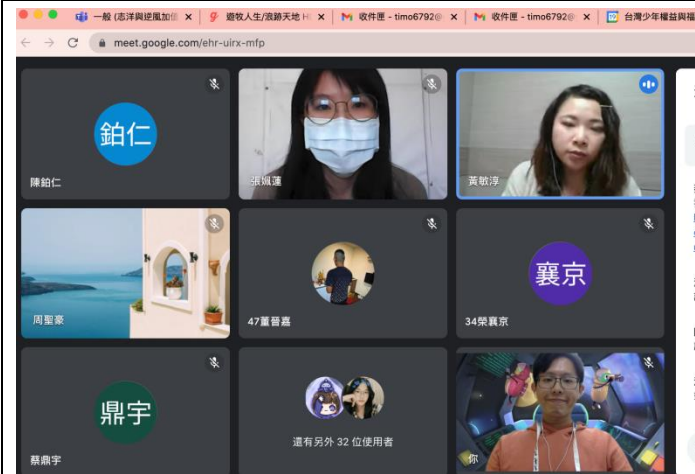 一般 (志洋與逆風加
遊牧人生/浪跡天地 H
收件匣 - timo6792@
收件匣 - timo6792@
台灣少年權益與福
meet.google.com/ehr-uirx-mfp
鉑仁
陳鉑仁
張姵蓮
黃敏淳
周聖豪
47董晉嘉
襄京
34榮襄京
鼎宇
蔡鼎宇
還有另外 32 位使用者
你